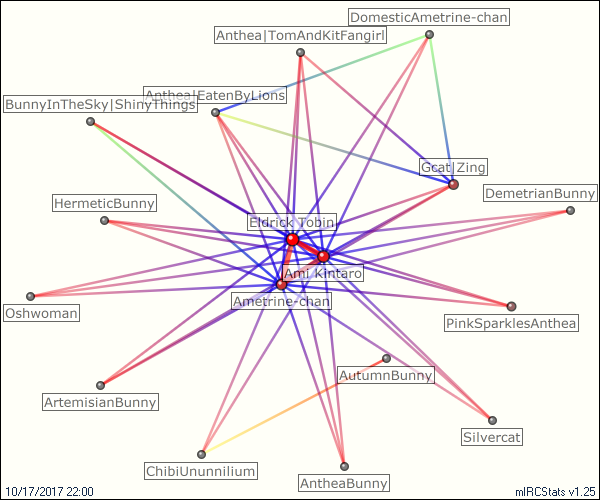 DomesticAmetrine-chan
Anthea|TomAndKitFangirl
Anthea|EatenByLions
BunnyInTheSky|ShinyThings
Gcat|Zing
DemetrianBunny
HermeticBunny
Eldrick Tobin
Ami Kintaro
Ametrine-chan
Oshwoman
PinkSparklesAnthea
AutumnBunny
ArtemisianBunny
Silvercat
ChibiUnunnilium
AntheaBunny
10/17/2017 22:00
mIRCStats v1.25